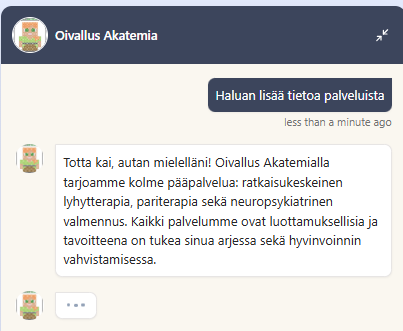 Oivallus Akatemia
Haluan lisää tietoa palveluista
less than a minute ago
Totta kai, autan mielelläni! Oivallus Akatemialla
tarjoamme kolme pääpalvelua: ratkaisukeskeinen
lyhytterapia, pariterapia sekä neuropsykiatrinen
valmennus. Kaikki palvelumme ovat luottamuksellisia ja
tavoitteena on tukea sinua arjessa sekä hyvinvoinnin
vahvistamisessa.